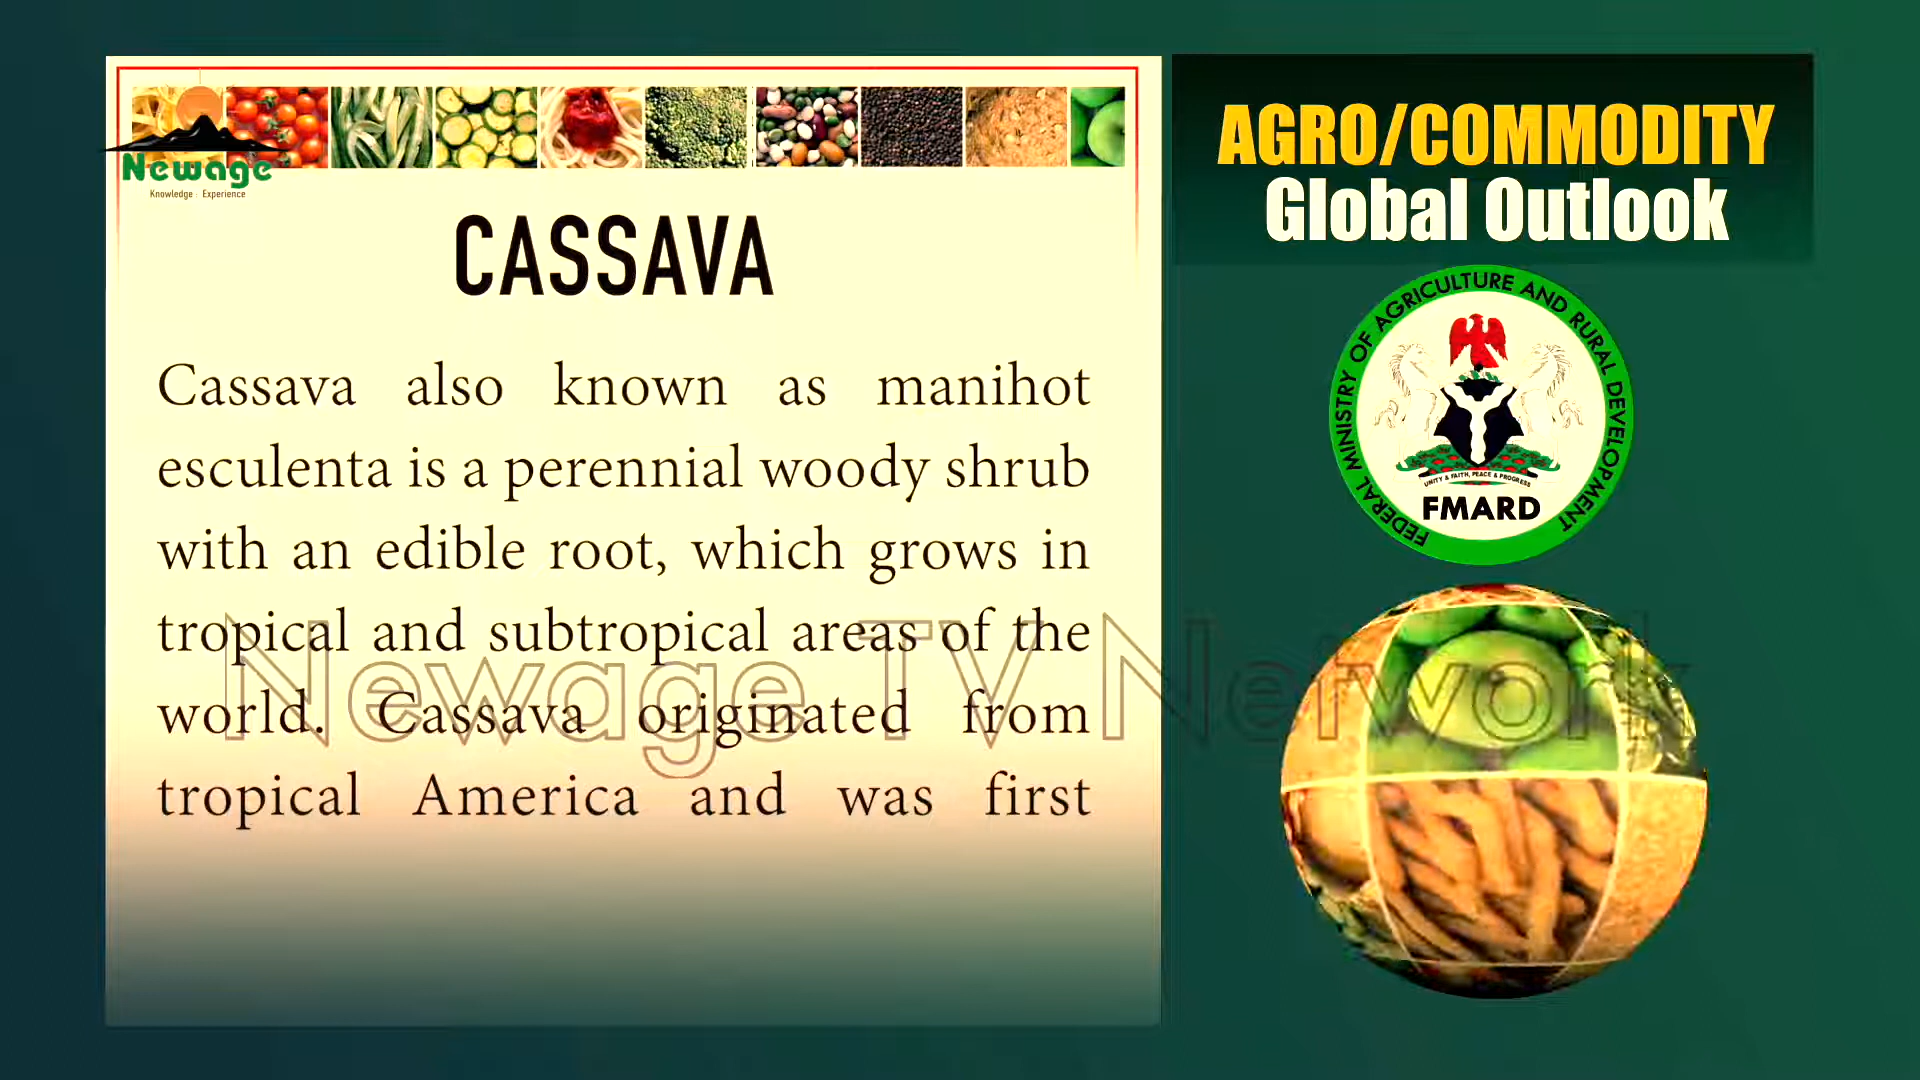 Newage
Knowledge Experience
CASSAVA
Cassava also known as manihot
esculenta is a perennial woody shrub
with an edible root, which grows in
tropical and subtropical areas of the
world. Cassava originated from
tropical America and was first
AGRO/COMMODITY
Global Outlook
FEDERAL MINISTRY OF AGRICULTURE AND RURAL DEVELOPMENT
UNITY & FAITH, PEACE & PROGRESS
FMARD
Newage TV Network